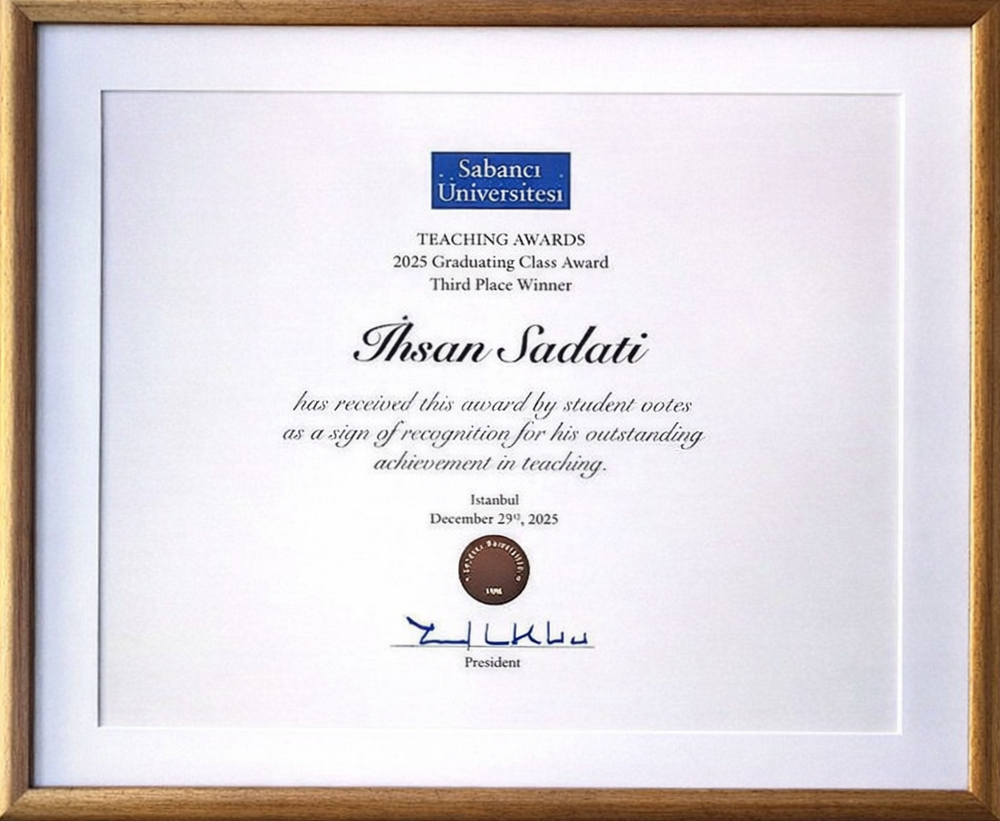 Sabancı
Üniversitesi
TEACHING AWARDS
2025 Graduating Class Award
Third Place Winner
İhsan Sadati
has received this award by student votes
as a sign of recognition for his outstanding
achievement in teaching.
Istanbul
December 29, 2025
President